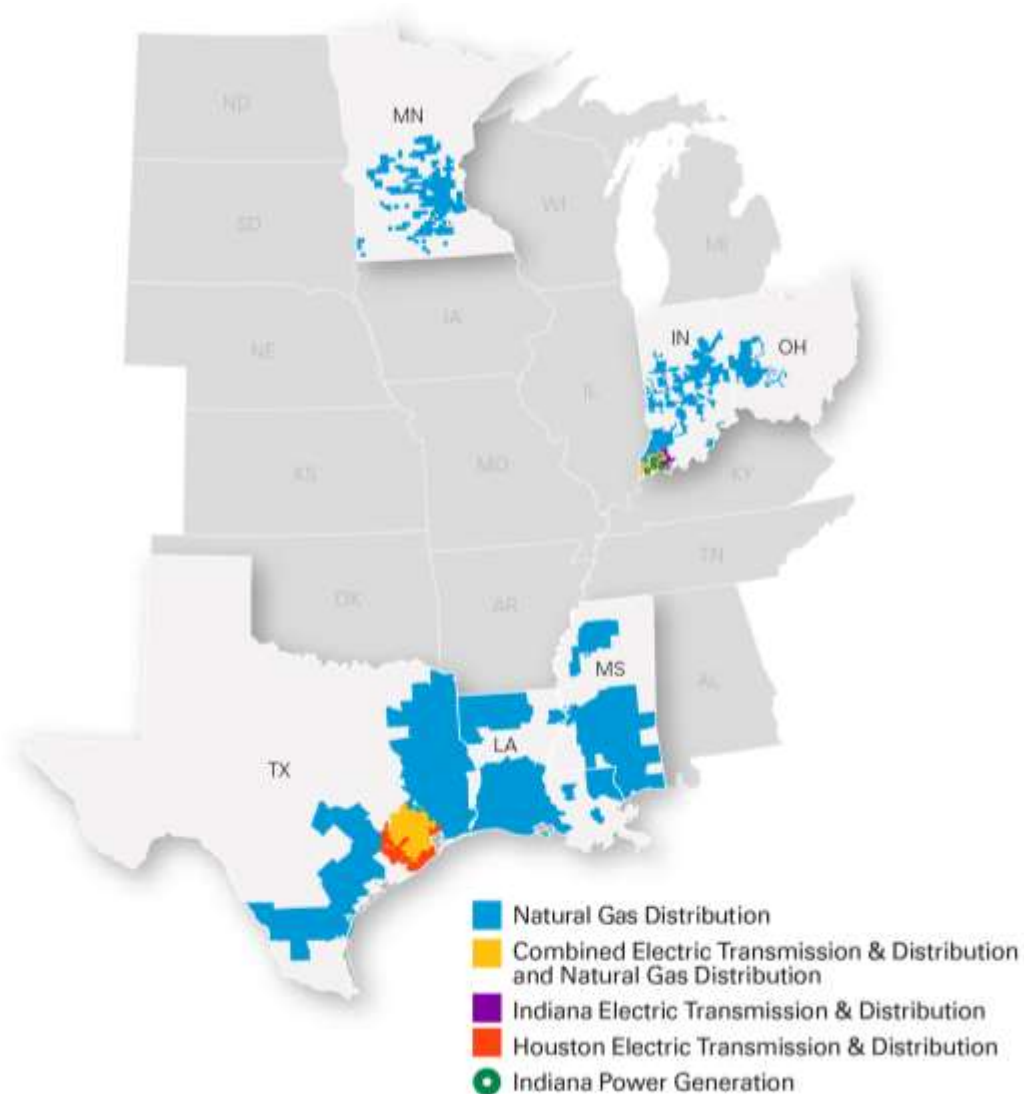 ND
MN
SD
WI
MI
IA
NE
IN
OH
IL
KS
MO
KY
OK
AR
TN
MS
AL
LA
TX
Natural Gas Distribution
Combined Electric Transmission & Distribution
and Natural Gas Distribution
Indiana Electric Transmission & Distribution
Houston Electric Transmission & Distribution
Indiana Power Generation